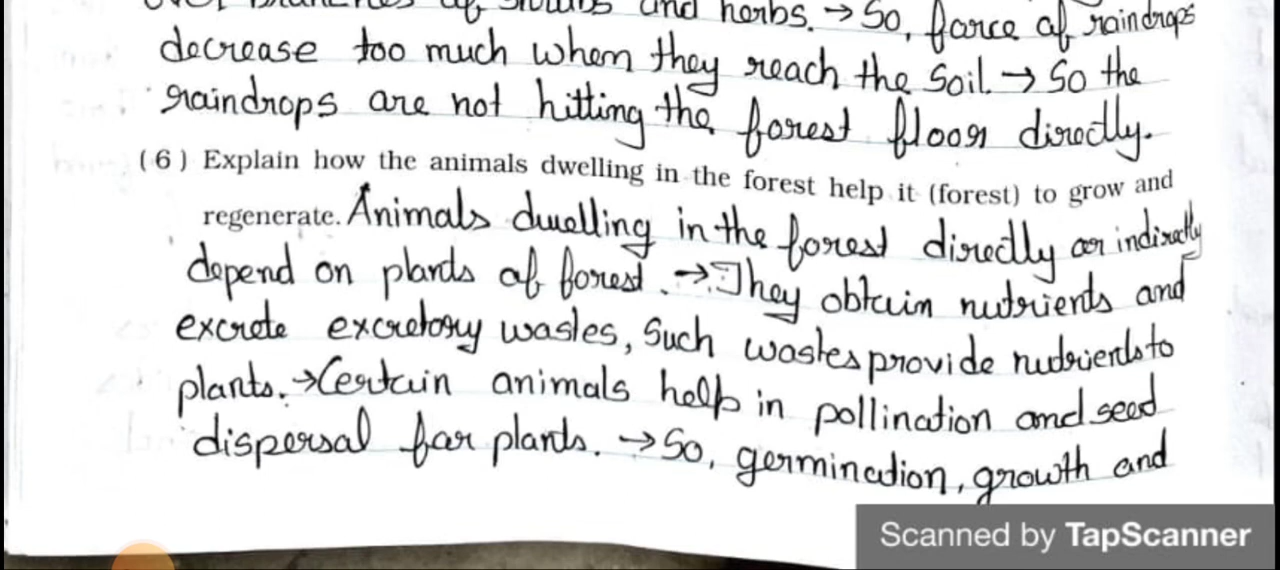 over branches of shrubs and herbs. → So, force of raindrops
decrease too much when they reach the soil. → So the
raindrops are not hitting the forest floor directly.
(6) Explain how the animals dwelling in the forest help it (forest) to grow and
regenerate. Animals dwelling in the forest directly or indirectly
depend on plants of forest. → They obtain nutrients and
excrete excretory wastes, Such wastes provide nutrients to
plants. → Certain animals help in pollination and seed
dispersal for plants. → So, germination, growth and
Scanned by TapScanner